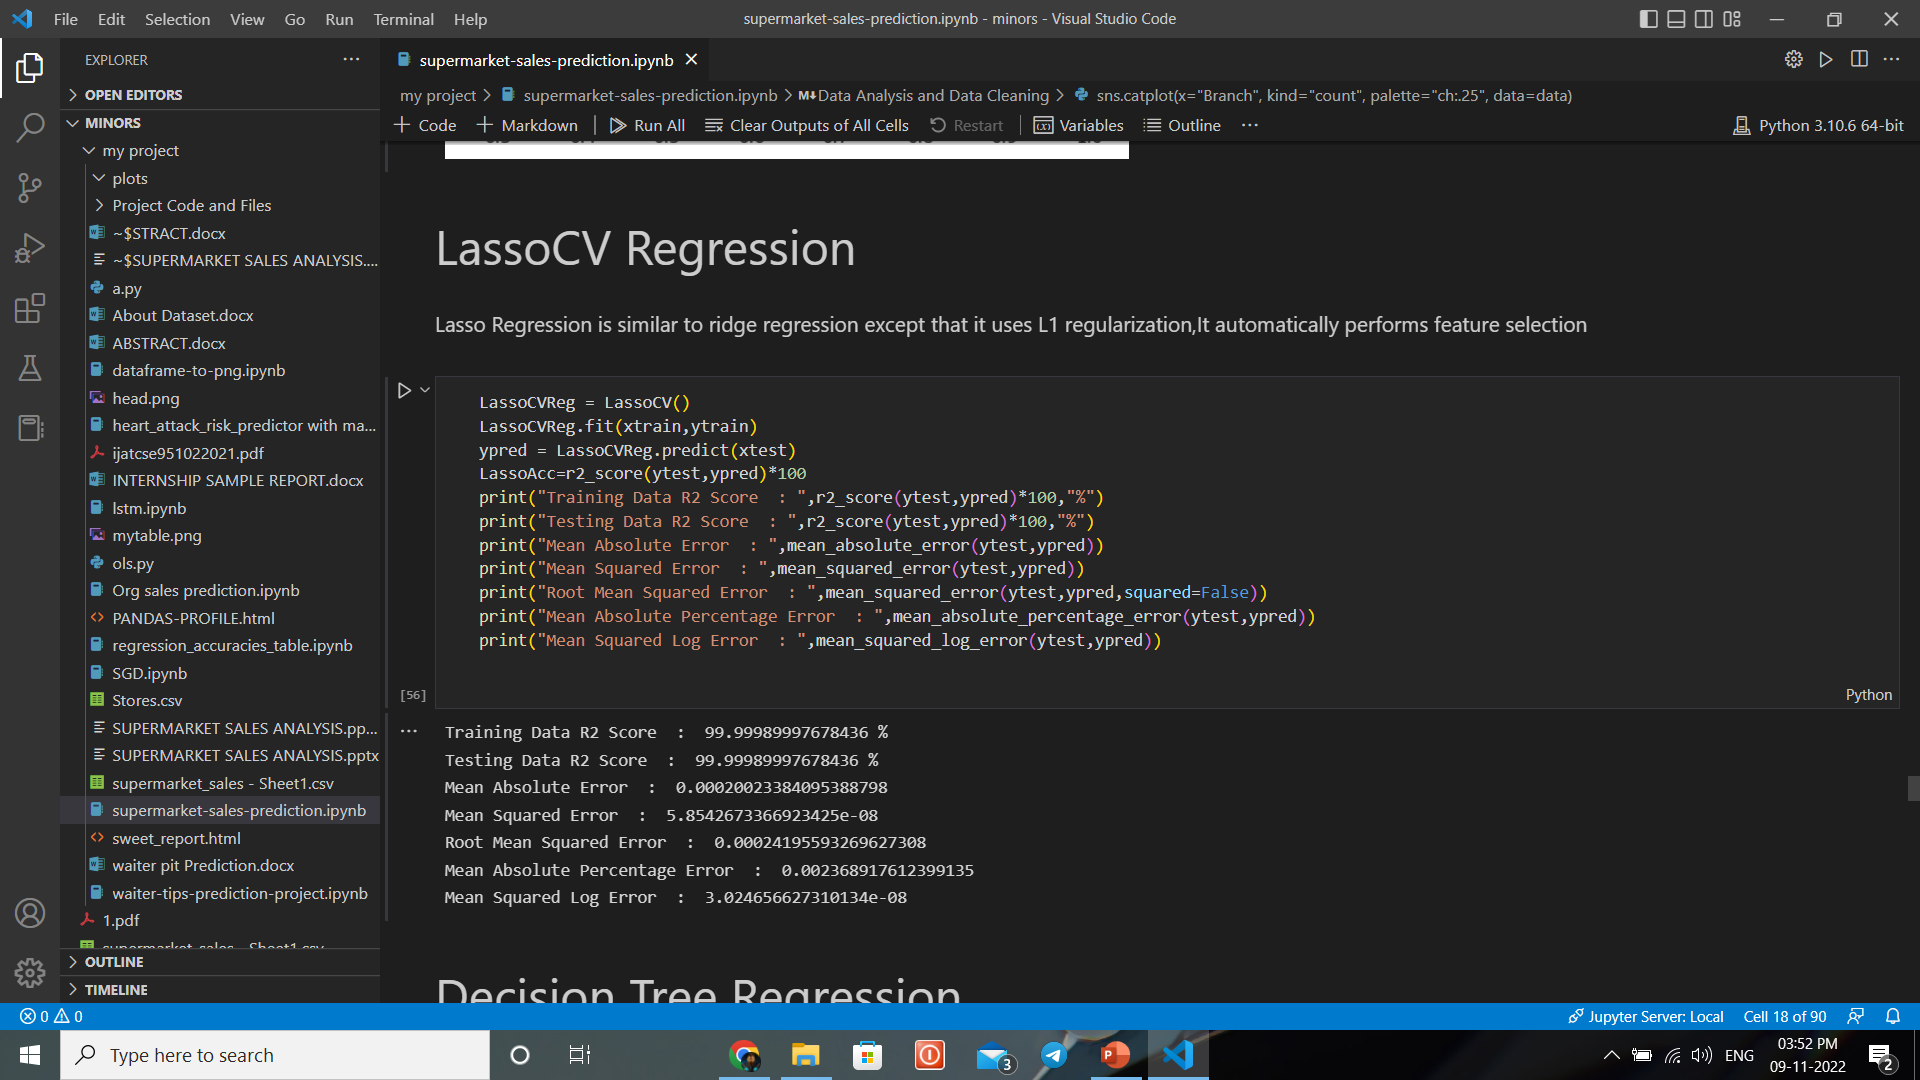 File Edit Selection View Go Run Terminal Help
supermarket-sales-prediction.ipynb - minors - Visual Studio Code
EXPLORER
OPEN EDITORS
MINORS
my project
plots
Project Code and Files
~$STRACT.docx
~$SUPERMARKET SALES ANALYSIS....
a.py
About Dataset.docx
ABSTRACT.docx
dataframe-to-png.ipynb
head.png
heart_attack_risk_predictor with ma...
ijatcse951022021.pdf
INTERNSHIP SAMPLE REPORT.docx
lstm.ipynb
mytable.png
ols.py
Org sales prediction.ipynb
PANDAS-PROFILE.html
regression_accuracies_table.ipynb
SGD.ipynb
Stores.csv
SUPERMARKET SALES ANALYSIS.pp...
SUPERMARKET SALES ANALYSIS.pptx
supermarket_sales - Sheet1.csv
supermarket-sales-prediction.ipynb
sweet_report.html
waiter pit Prediction.docx
waiter-tips-prediction-project.ipynb
1.pdf
supermarket_sales - Sheet1.csv
OUTLINE
TIMELINE
supermarket-sales-prediction.ipynb
my project > supermarket-sales-prediction.ipynb > M↓Data Analysis and Data Cleaning > sns.catplot(x="Branch", kind="count", palette="ch:.25", data=data)
+ Code + Markdown | Run All Clear Outputs of All Cells Restart | Variables Outline ... Python 3.10.6 64-bit
LassoCV Regression
Lasso Regression is similar to ridge regression except that it uses L1 regularization,It automatically performs feature selection
LassoCVReg = LassoCV()
LassoCVReg.fit(xtrain,ytrain)
ypred = LassoCVReg.predict(xtest)
LassoAcc=r2_score(ytest,ypred)*100
print("Training Data R2 Score  : ",r2_score(ytest,ypred)*100,"%")
print("Testing Data R2 Score  : ",r2_score(ytest,ypred)*100,"%")
print("Mean Absolute Error  : ",mean_absolute_error(ytest,ypred))
print("Mean Squared Error  : ",mean_squared_error(ytest,ypred))
print("Root Mean Squared Error  : ",mean_squared_error(ytest,ypred,squared=False))
print("Mean Absolute Percentage Error  : ",mean_absolute_percentage_error(ytest,ypred))
print("Mean Squared Log Error  : ",mean_squared_log_error(ytest,ypred))
[56]
Python
Training Data R2 Score  :  99.99989997678436 %
Testing Data R2 Score  :  99.99989997678436 %
Mean Absolute Error  :  0.00020023384095388798
Mean Squared Error  :  5.8542673366923425e-08
Root Mean Squared Error  :  0.00024195593269627308
Mean Absolute Percentage Error  :  0.002368917612399135
Mean Squared Log Error  :  3.024656627310134e-08
Decision Tree Regression
0 0
Jupyter Server: Local Cell 18 of 90
Type here to search
3
ENG
03:52 PM
09-11-2022
2